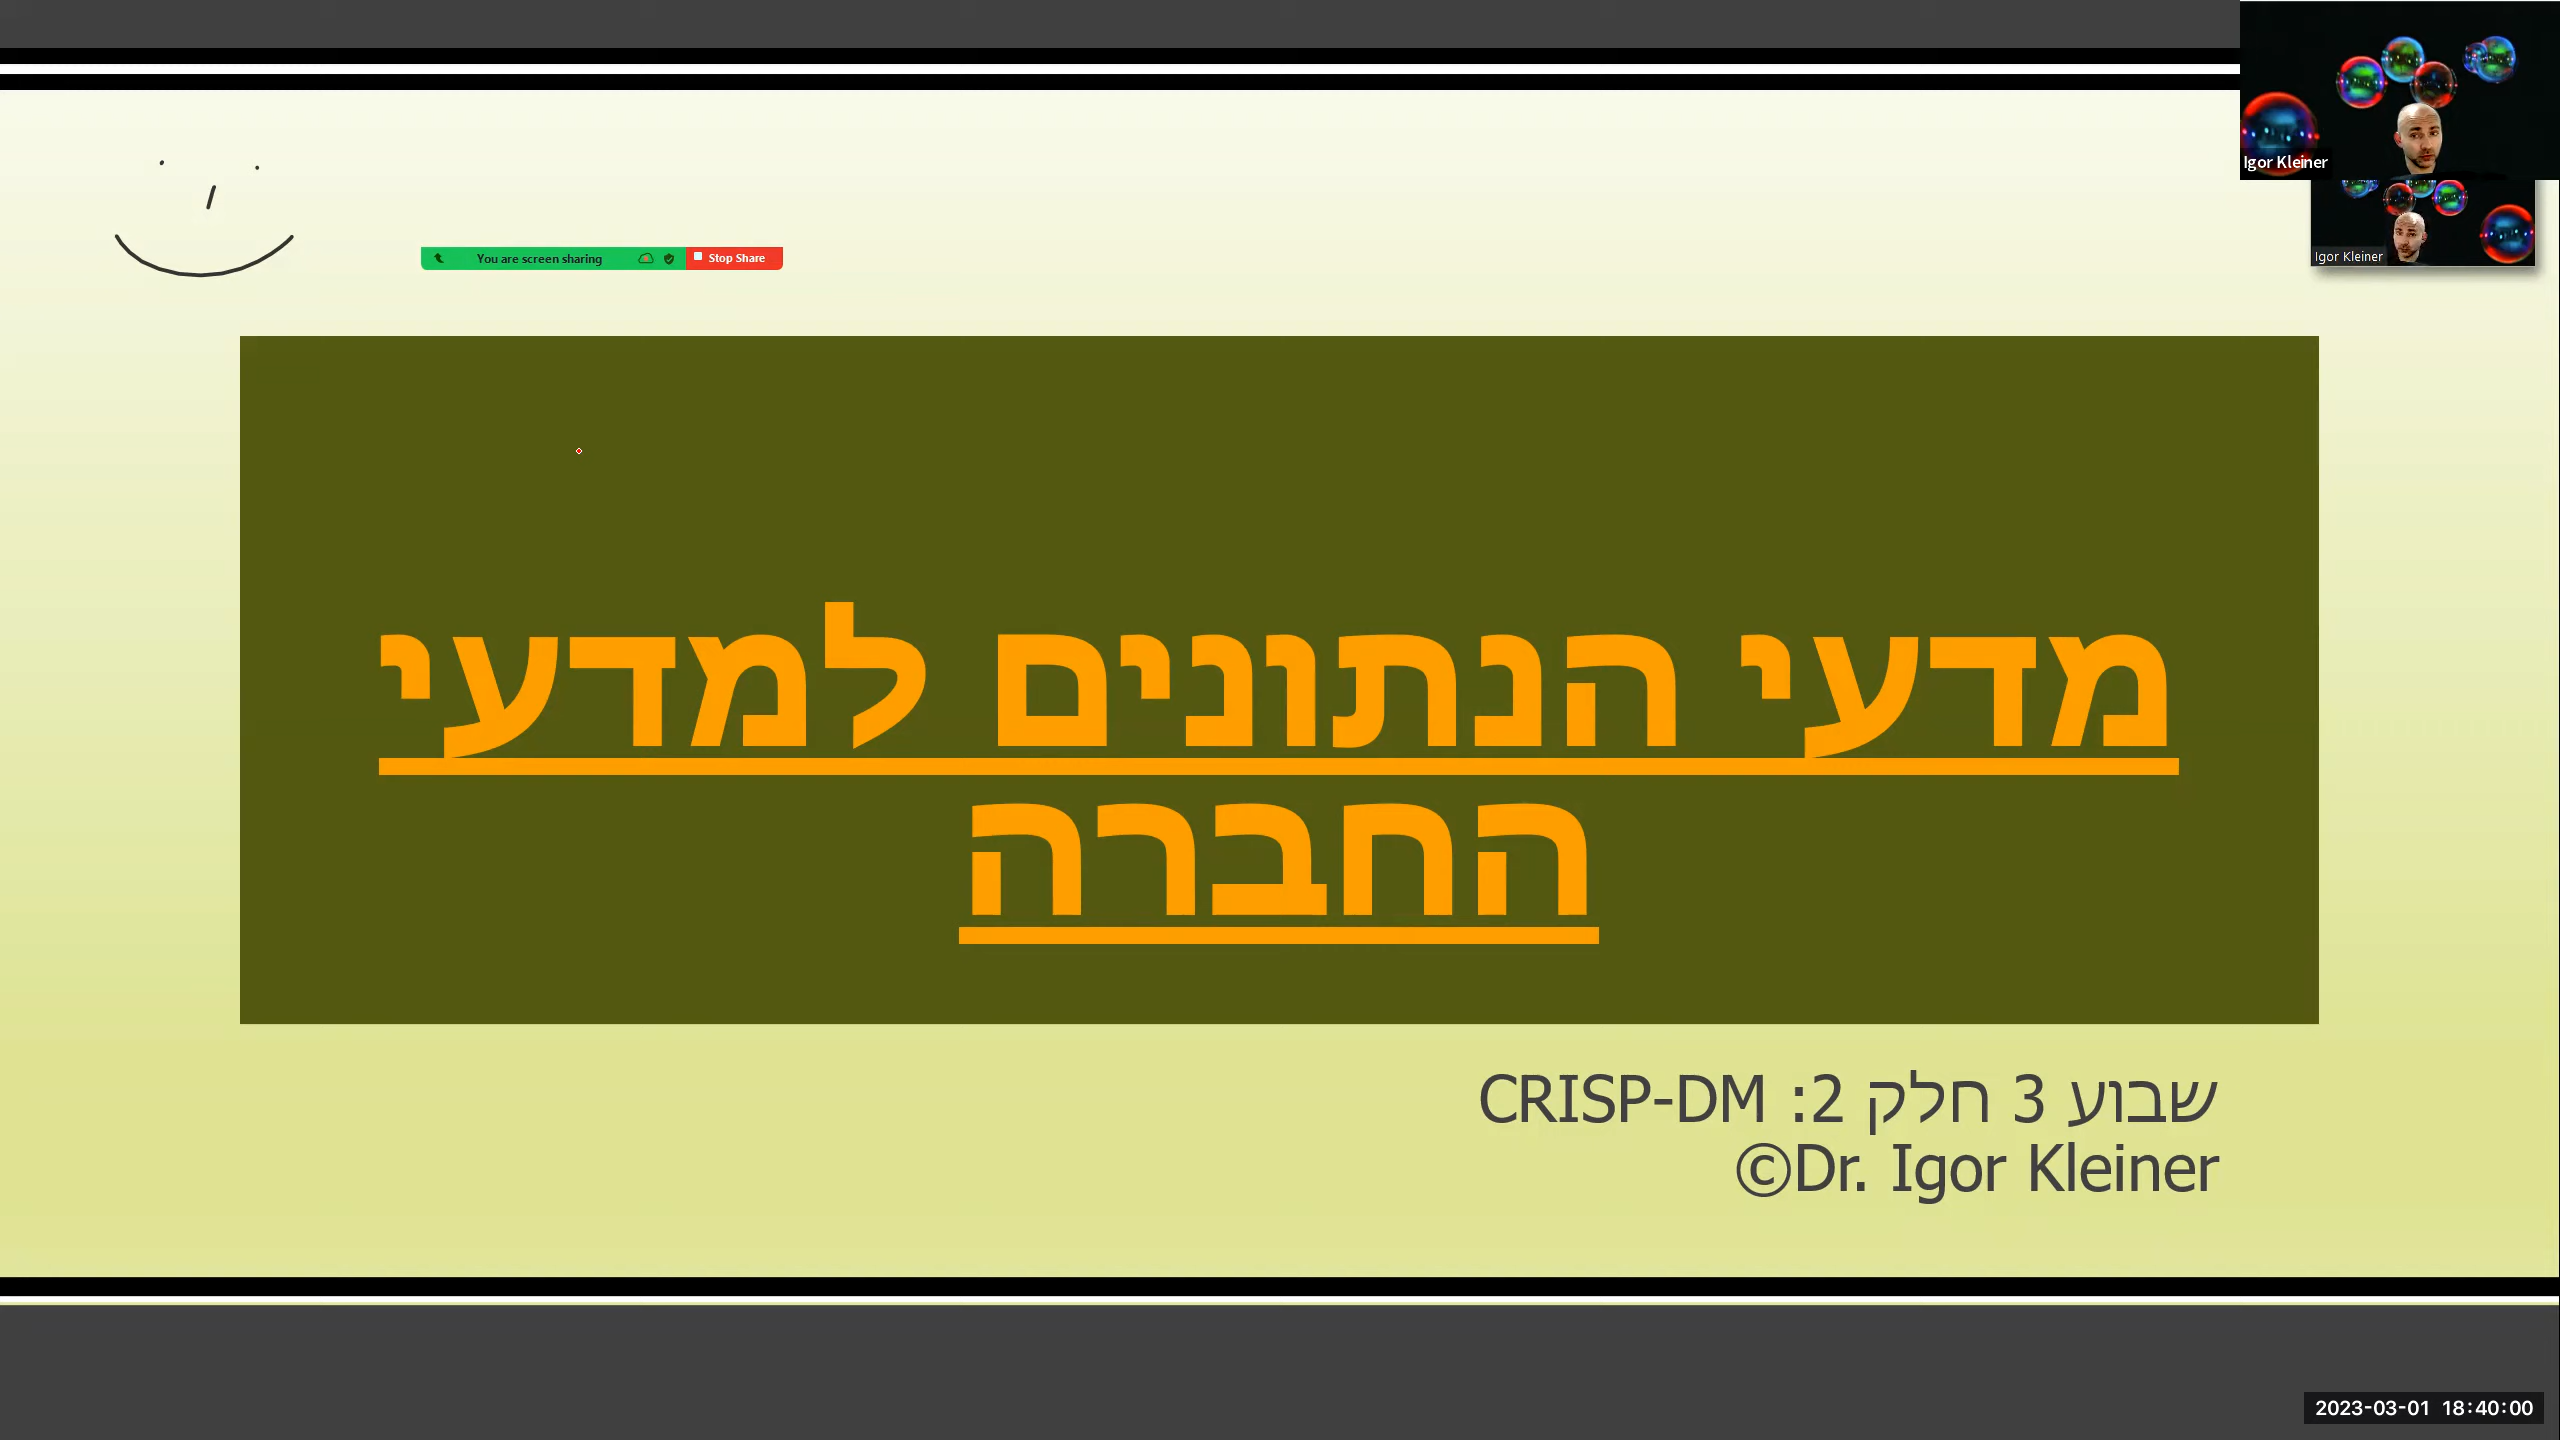 Igor Kleiner
You are screen sharing
Stop Share
Igor Kleiner
מדעי הנתונים למדעי
החברה
שבוע 3 חלק 2: CRISP-DM
©Dr. Igor Kleiner
2023-03-01 18:40:00